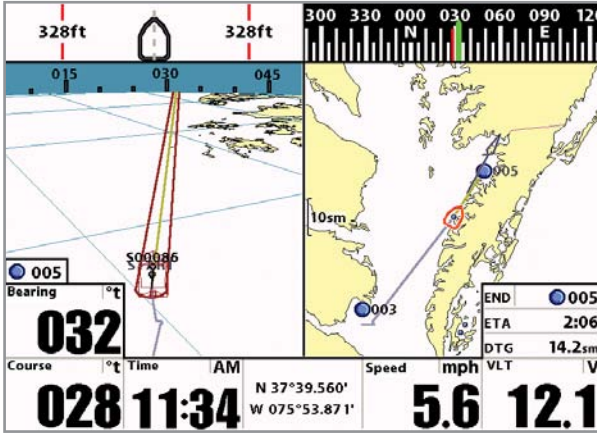 328ft 328ft
300 330 000 030 060 090 120
N E
015 030 045
S00086
005
003
10sm
005
Bearing °t
032
END 005
ETA 2:06
DTG 14.2sm
Course °t
028
Time AM
11:34
N 37°39.560'
W 075°53.871'
Speed mph
5.6
VLT V
12.1